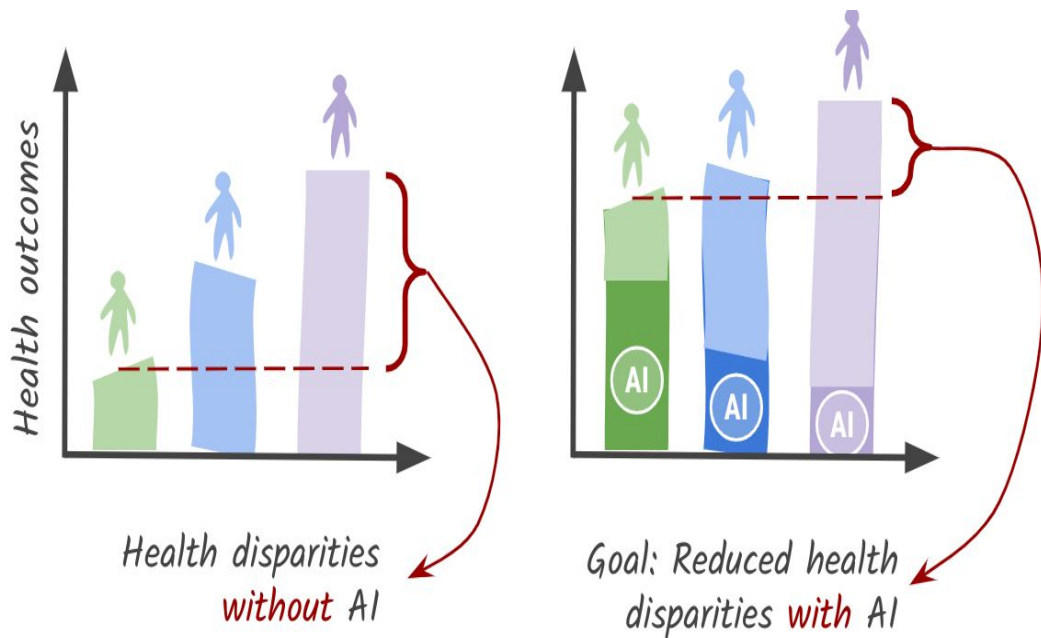 Health outcomes
Health disparities
without AI
AI
AI
AI
Goal: Reduced health
disparities with AI